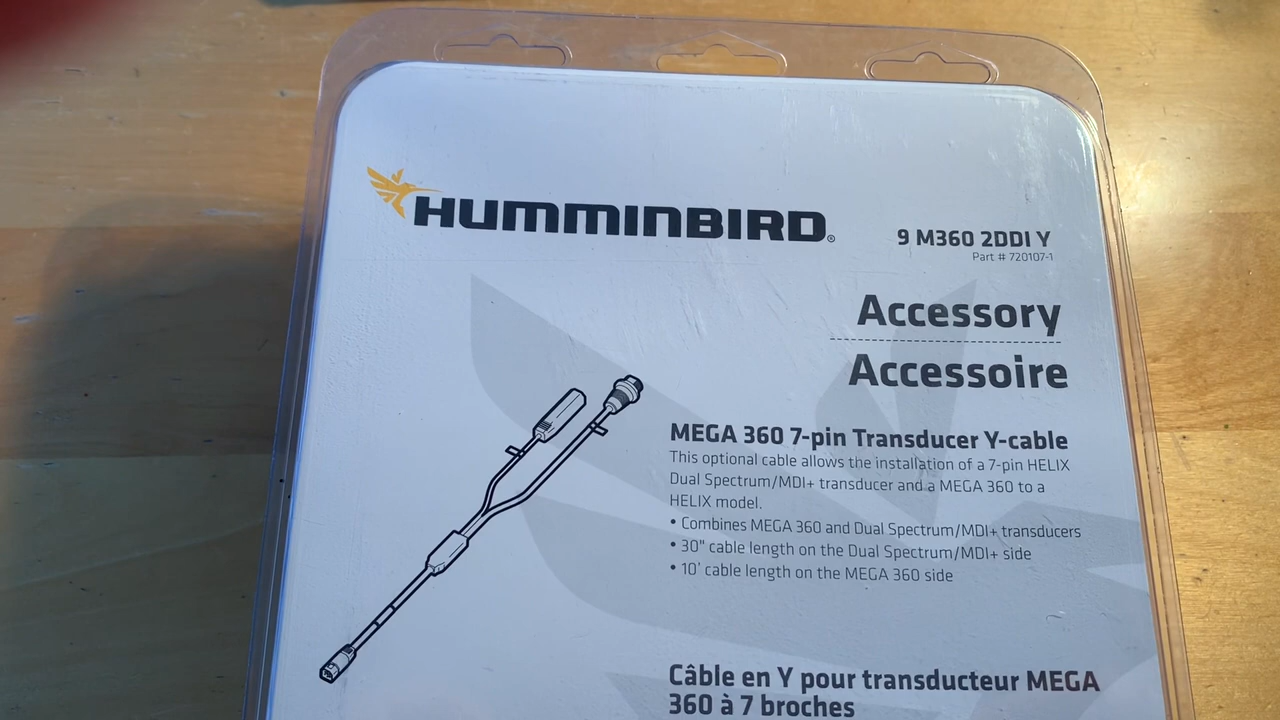 HUMMINBIRD®
9 M360 2DDI Y
Part # 720107-1
Accessory
Accessoire
MEGA 360 7-pin Transducer Y-cable
This optional cable allows the installation of a 7-pin HELIX
Dual Spectrum/MDI+ transducer and a MEGA 360 to a
HELIX model.
• Combines MEGA 360 and Dual Spectrum/MDI+ transducers
• 30" cable length on the Dual Spectrum/MDI+ side
• 10' cable length on the MEGA 360 side
Câble en Y pour transducteur MEGA
360 à 7 broches